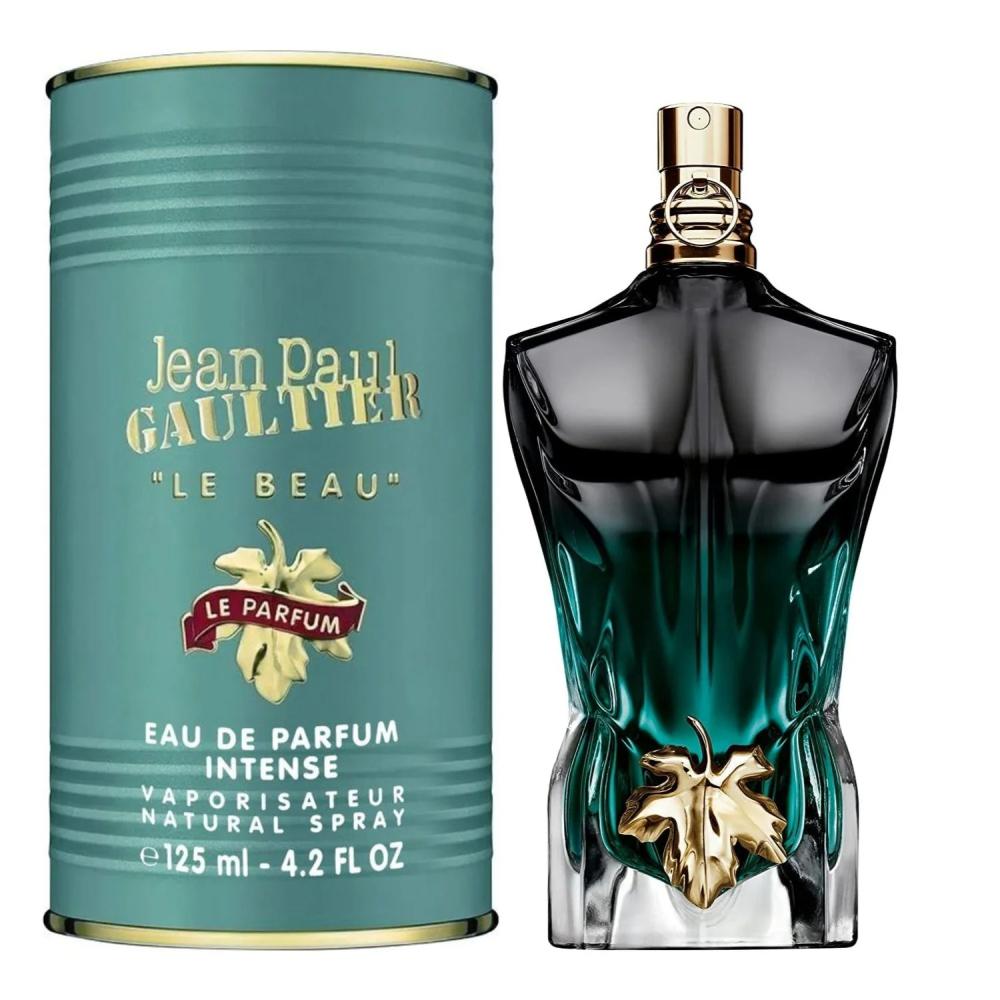 Jean Paul
GAULTIER
"LE BEAU"
LE PARFUM
EAU DE PARFUM
INTENSE
VAPORISATEUR
NATURAL SPRAY
℮125 ml - 4.2 FL OZ